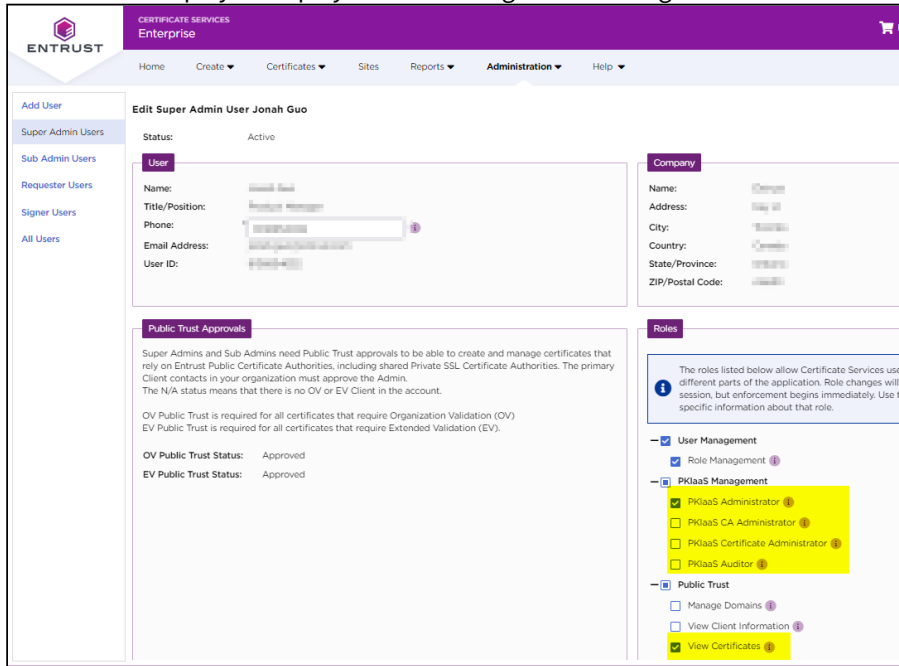 CERTIFICATE SERVICES
Enterprise
ENTRUST
Home Create Certificates Sites Reports Administration Help
Add User
Super Admin Users
Sub Admin Users
Requester Users
Signer Users
All Users
Edit Super Admin User Jonah Guo
Status: Active
User
Name:
Title/Position:
Phone:
Email Address:
User ID:
Company
Name:
Address:
City:
Country:
State/Province:
ZIP/Postal Code:
Public Trust Approvals
Super Admins and Sub Admins need Public Trust approvals to be able to create and manage certificates that
rely on Entrust Public Certificate Authorities, including shared Private SSL Certificate Authorities. The primary
Client contacts in your organization must approve the Admin.
The N/A status means that there is no OV or EV Client in the account.
OV Public Trust is required for all certificates that require Organization Validation (OV)
EV Public Trust is required for all certificates that require Extended Validation (EV).
OV Public Trust Status: Approved
EV Public Trust Status: Approved
Roles
The roles listed below allow Certificate Services use
different parts of the application. Role changes will
session, but enforcement begins immediately. Use t
specific information about that role.
User Management
Role Management
PKIaaS Management
PKIaaS Administrator
PKIaaS CA Administrator
PKIaaS Certificate Administrator
PKIaaS Auditor
Public Trust
Manage Domains
View Client Information
View Certificates